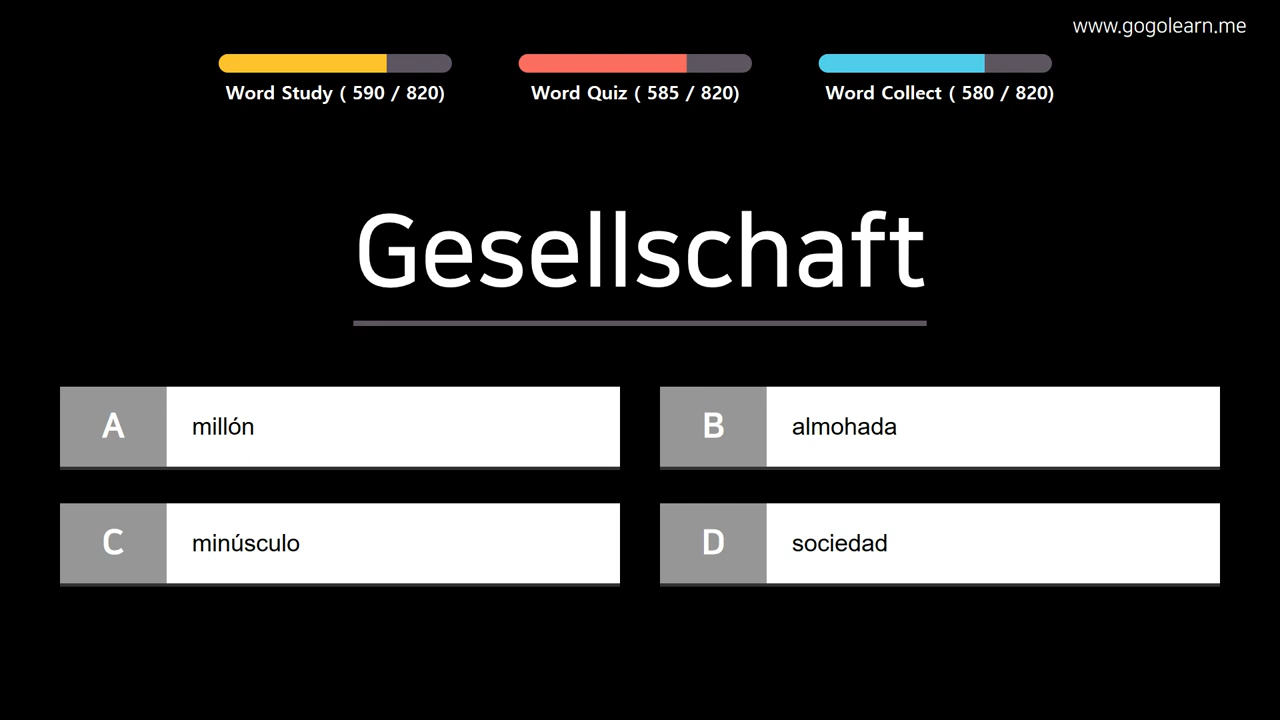 www.gogolearn.me
Word Study ( 590 / 820)
Word Quiz ( 585 / 820)
Word Collect ( 580 / 820)
Gesellschaft
A millón
B almohada
C minúsculo
D sociedad